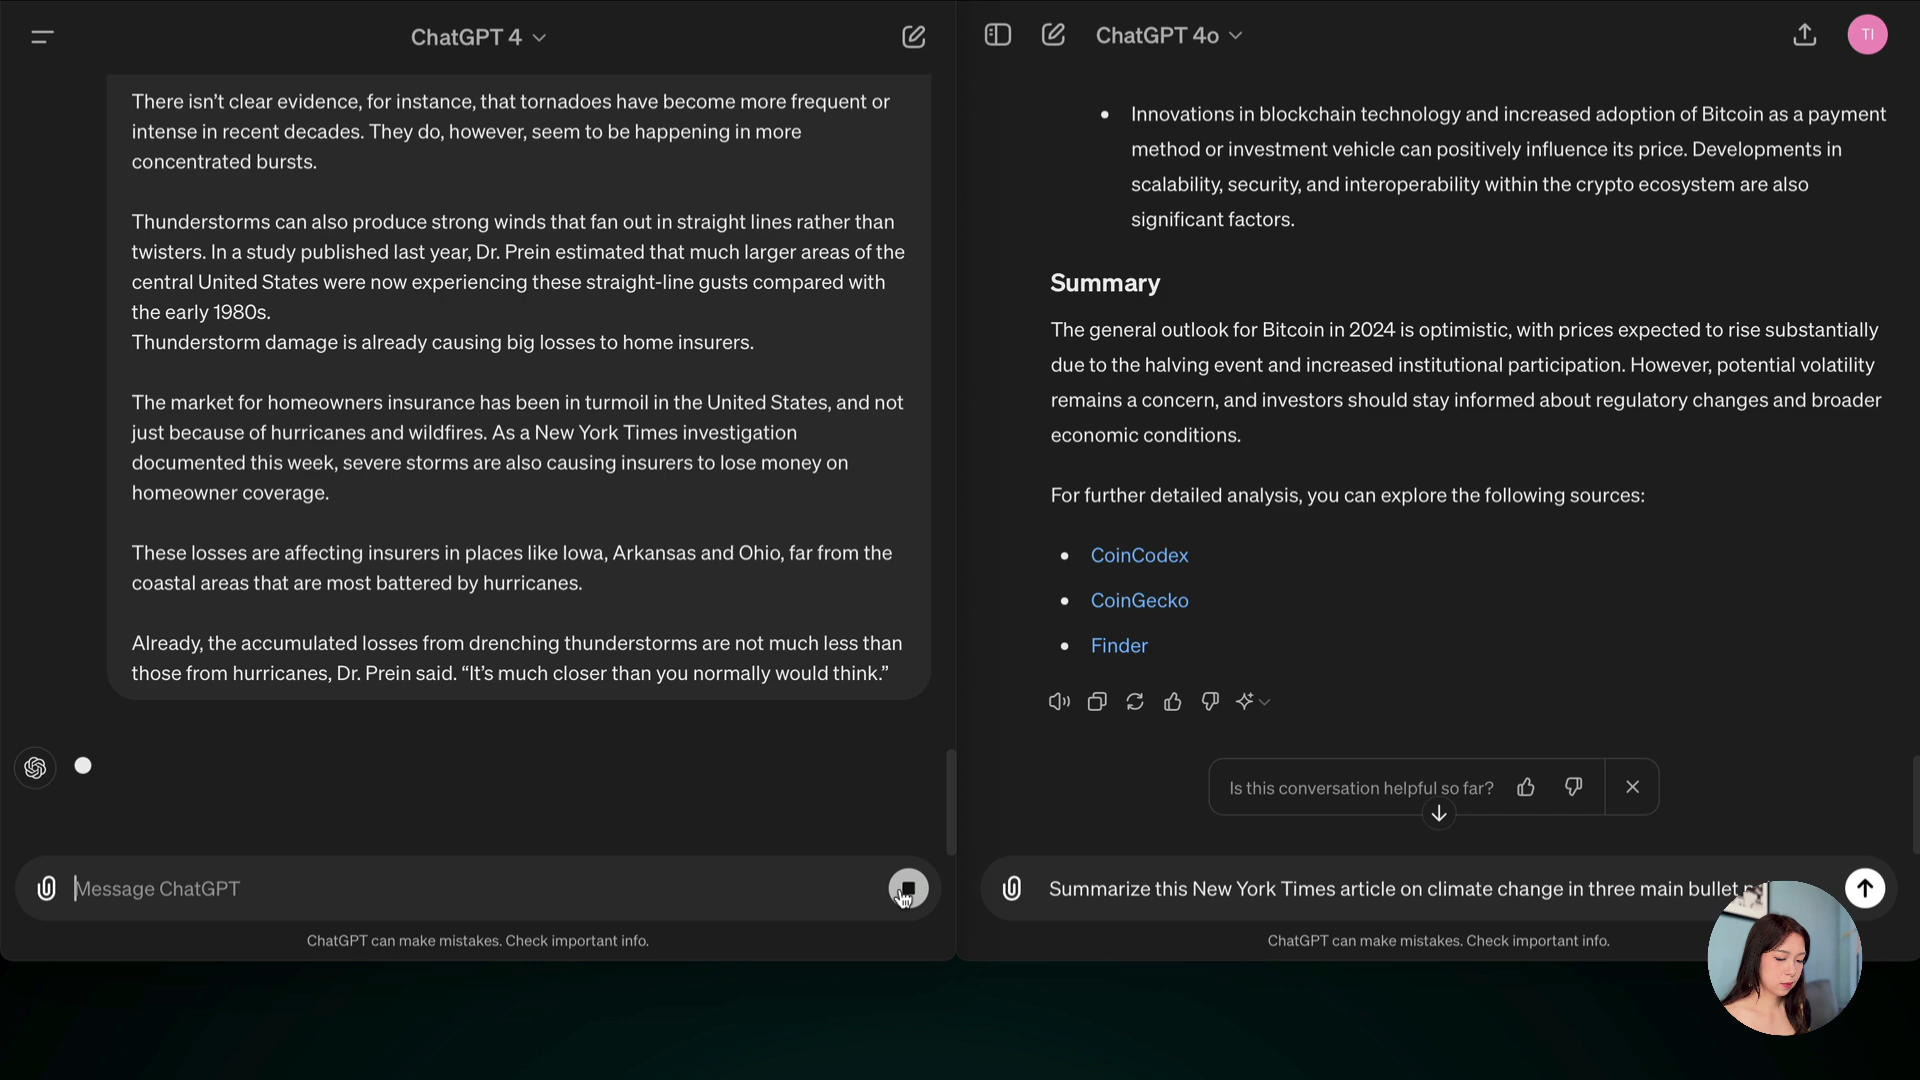 ChatGPT 4
There isn’t clear evidence, for instance, that tornadoes have become more frequent or
intense in recent decades. They do, however, seem to be happening in more
concentrated bursts.
Thunderstorms can also produce strong winds that fan out in straight lines rather than
twisters. In a study published last year, Dr. Prein estimated that much larger areas of the
central United States were now experiencing these straight-line gusts compared with
the early 1980s.
Thunderstorm damage is already causing big losses to home insurers.
The market for homeowners insurance has been in turmoil in the United States, and not
just because of hurricanes and wildfires. As a New York Times investigation
documented this week, severe storms are also causing insurers to lose money on
homeowner coverage.
These losses are affecting insurers in places like Iowa, Arkansas and Ohio, far from the
coastal areas that are most battered by hurricanes.
Already, the accumulated losses from drenching thunderstorms are not much less than
those from hurricanes, Dr. Prein said. “It’s much closer than you normally would think.”
Message ChatGPT
ChatGPT can make mistakes. Check important info.
ChatGPT 4o
TI
• Innovations in blockchain technology and increased adoption of Bitcoin as a payment
method or investment vehicle can positively influence its price. Developments in
scalability, security, and interoperability within the crypto ecosystem are also
significant factors.
Summary
The general outlook for Bitcoin in 2024 is optimistic, with prices expected to rise substantially
due to the halving event and increased institutional participation. However, potential volatility
remains a concern, and investors should stay informed about regulatory changes and broader
economic conditions.
For further detailed analysis, you can explore the following sources:
• CoinCodex
• CoinGecko
• Finder
Is this conversation helpful so far?
Summarize this New York Times article on climate change in three main bullet
ChatGPT can make mistakes. Check important info.